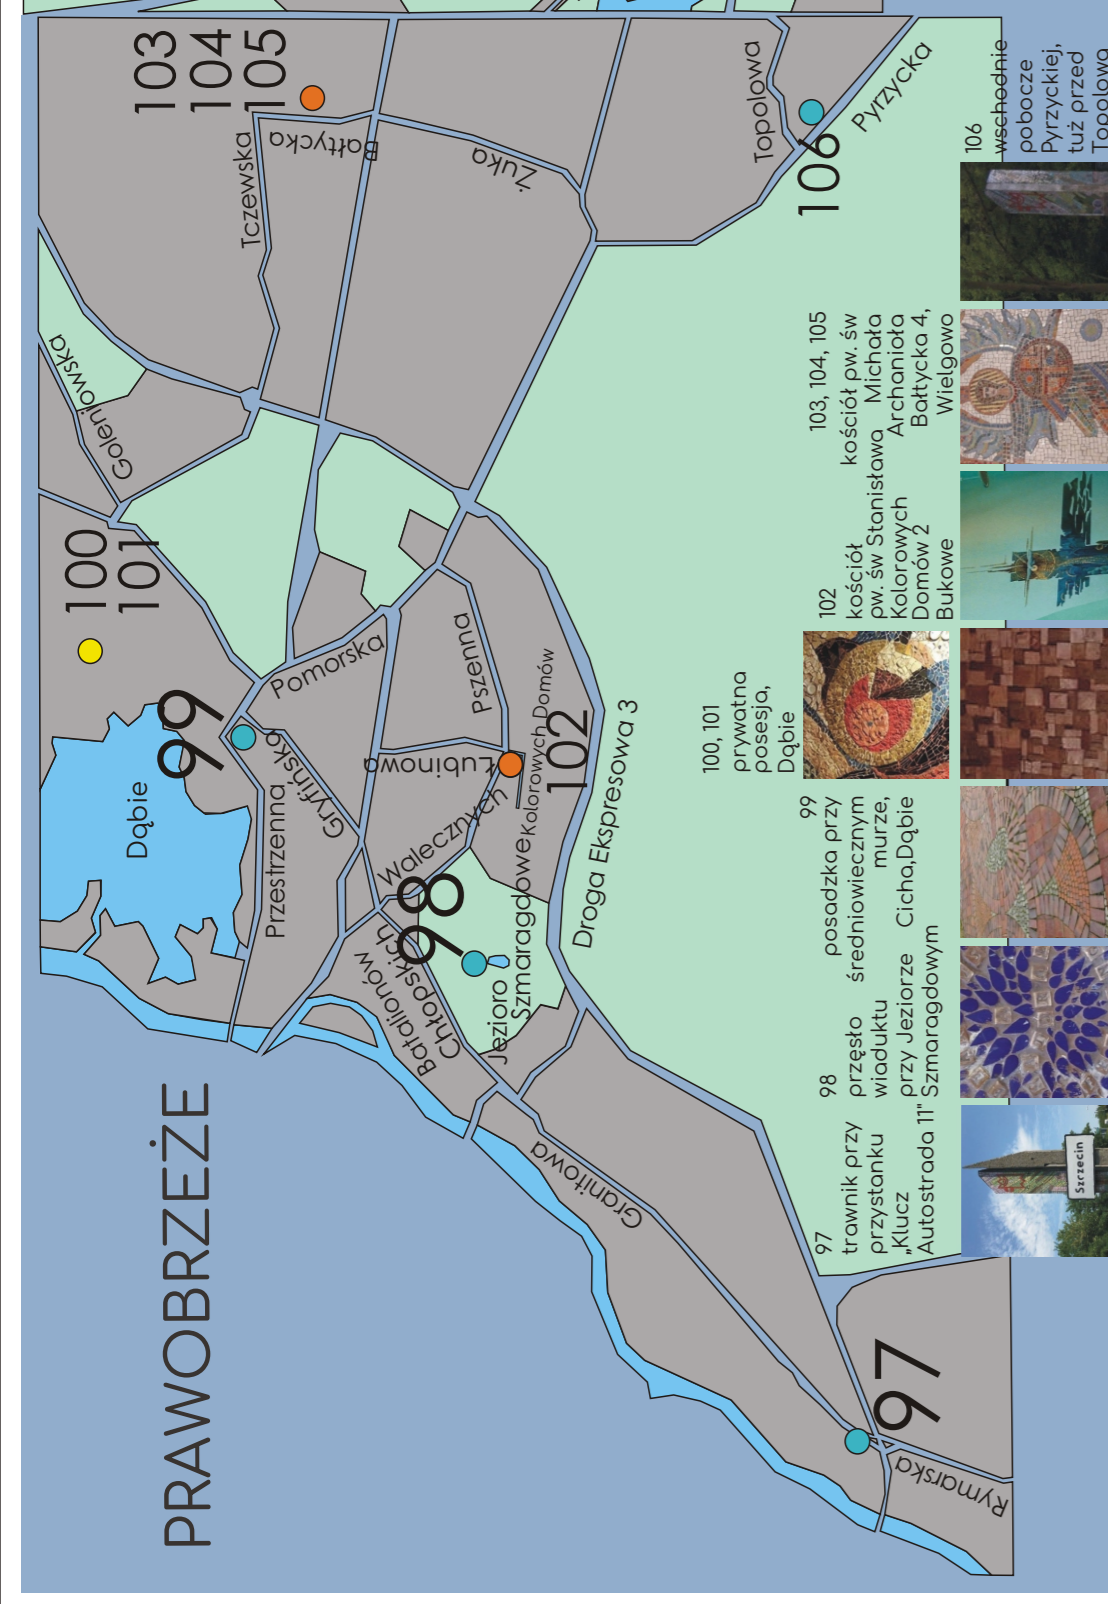 PRAWOBRZEŻE
Dąbie
100
101
99
Goleniowska
103
104
105
Tczewska
Bałtycka
Żuka
Topolowa
Pyrzycka
106
Pomorska
Przestrzenna
Gryfińska
Pszenna
Łubinowa
Walecznych
Kolorowych Domów
102
98
Batalionów
Chłopskich
Jezioro
Szmaragdowe
Droga Ekspresowa 3
Granitowa
97
Rymarska
97
trawnik przy
przystanku
„Klucz
Autostrada 11"
98
przęsło
wiaduktu
przy Jeziorze
Szmaragdowym
99
posadzka przy
średniowiecznym
murze,
Cicha,Dąbie
100, 101
prywatna
posesja,
Dąbie
102
kościół
pw. św Stanisława
Kolorowych
Domów 2
Bukowe
103, 104, 105
kościół pw. św
Michała
Archanioła
Bałtycka 4,
Wielgowo
106
wschodnie
pobocze
Pyrzyckiej,
tuż przed
Topolową
Szczecin